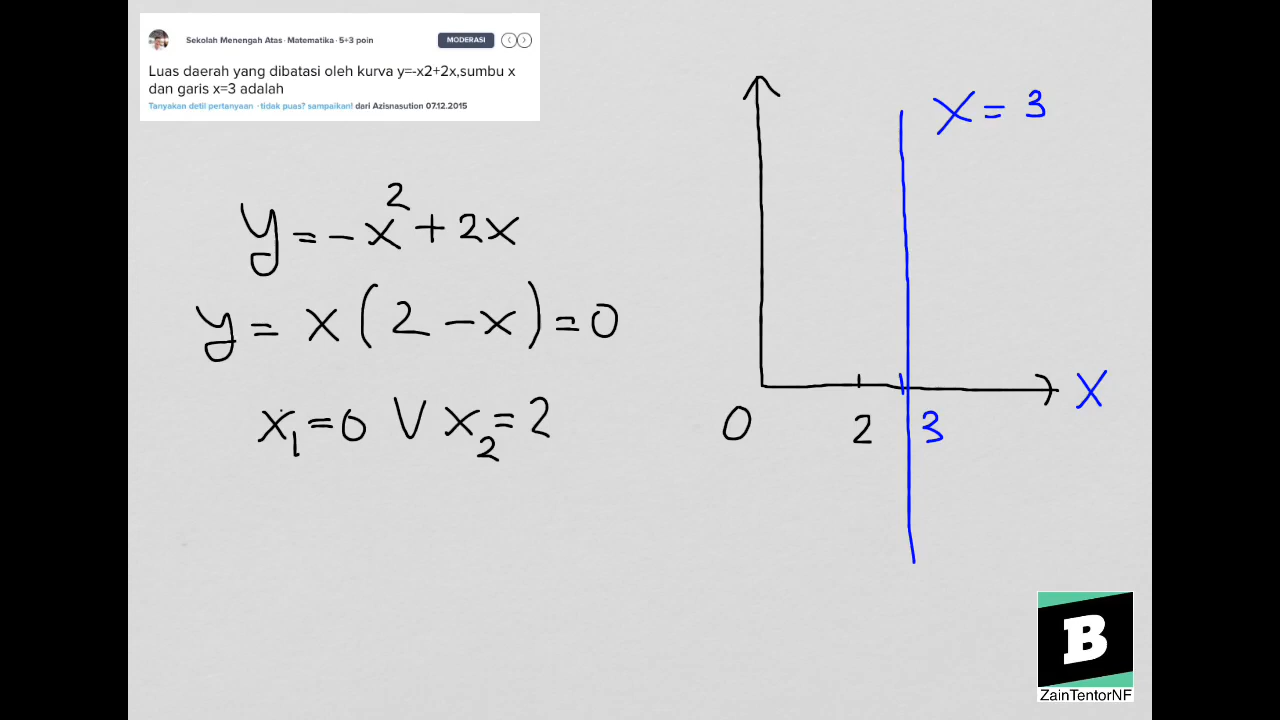 Sekolah Menengah Atas · Matematika · 5+3 poin
MODERASI
Luas daerah yang dibatasi oleh kurva y=-x2+2x,sumbu x
dan garis x=3 adalah
Tanyakan detil pertanyaan · tidak puas? sampaikan! dari Azisnasution 07.12.2015
y = -x² + 2x
y = x(2 - x) = 0
x₁ = 0 V x₂ = 2
X = 3
X
0 2 3
B
ZainTentorNF